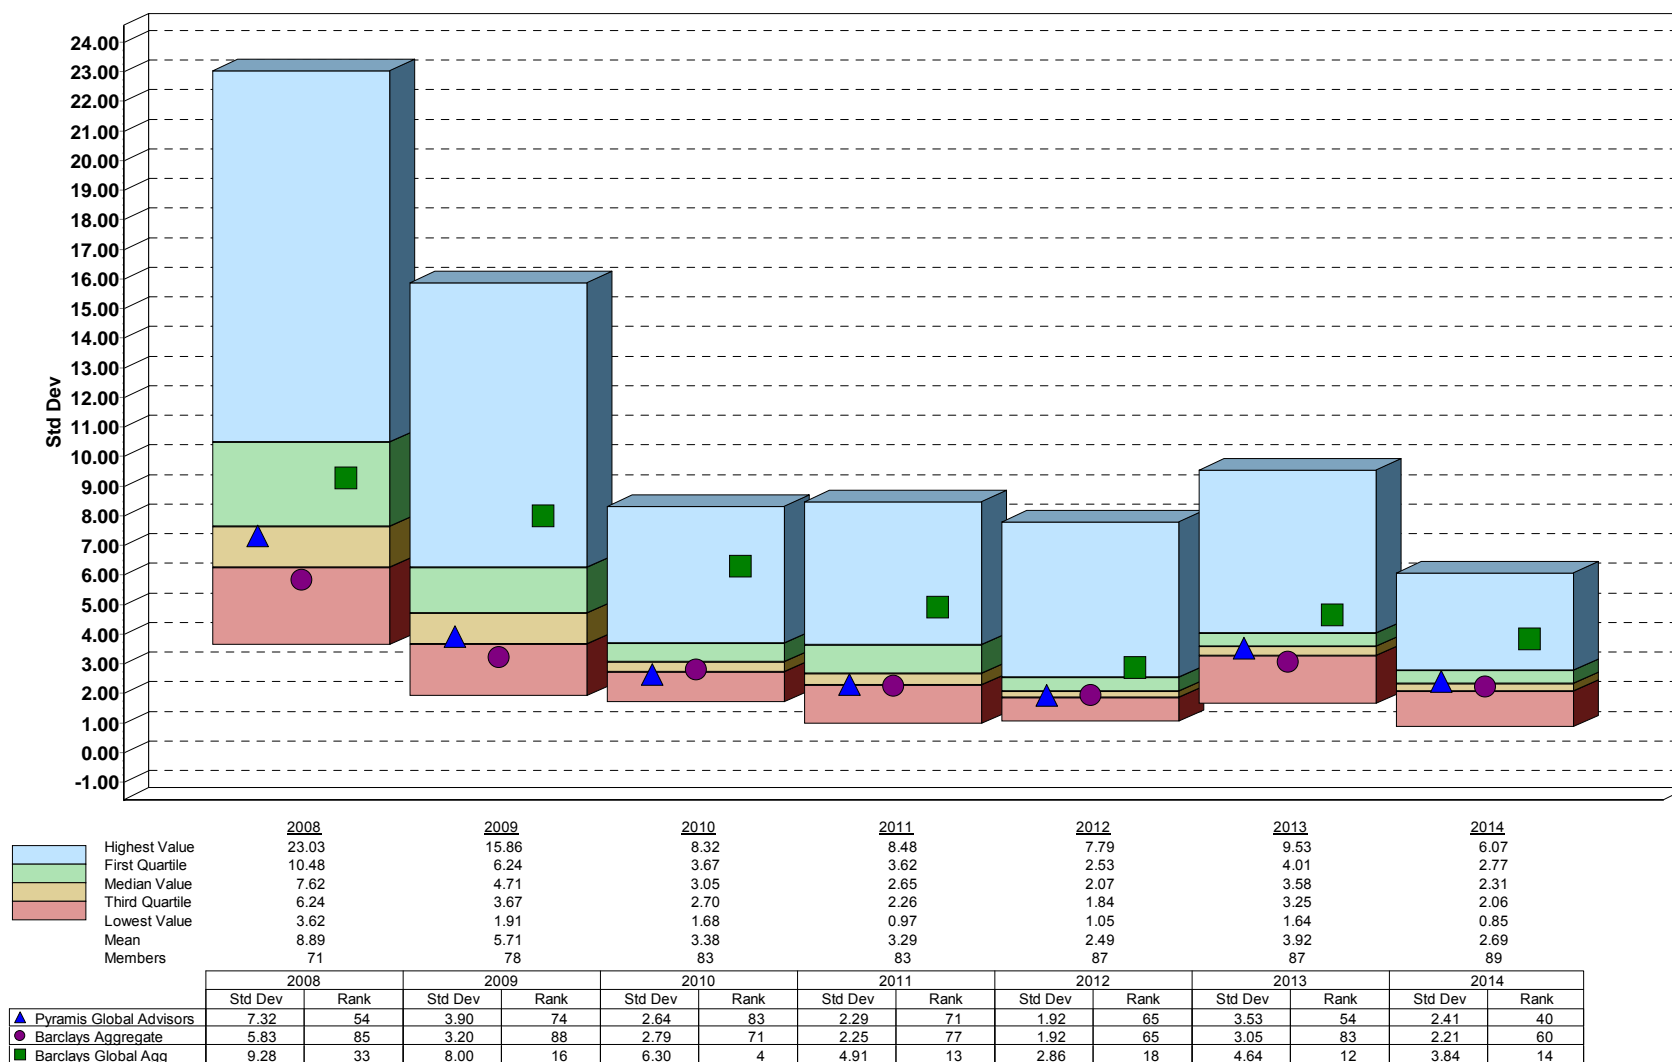 24.00
23.00
22.00
21.00
20.00
19.00
18.00
17.00
16.00
15.00
14.00
13.00
12.00
11.00
10.00
9.00
8.00
7.00
6.00
5.00
4.00
3.00
2.00
1.00
0.00
-1.00
Std Dev
2008 2009 2010 2011 2012 2013 2014
Highest Value 23.03 15.86 8.32 8.48 7.79 9.53 6.07
First Quartile 10.48 6.24 3.67 3.62 2.53 4.01 2.77
Median Value 7.62 4.71 3.05 2.65 2.07 3.58 2.31
Third Quartile 6.24 3.67 2.70 2.26 1.84 3.25 2.06
Lowest Value 3.62 1.91 1.68 0.97 1.05 1.64 0.85
Mean 8.89 5.71 3.38 3.29 2.49 3.92 2.69
Members 71 78 83 83 87 87 89
2008 2009 2010 2011 2012 2013 2014
Std Dev Rank Std Dev Rank Std Dev Rank Std Dev Rank Std Dev Rank Std Dev Rank Std Dev Rank
Pyramis Global Advisors 7.32 54 3.90 74 2.64 83 2.29 71 1.92 65 3.53 54 2.41 40
Barclays Aggregate 5.83 85 3.20 88 2.79 71 2.25 77 1.92 65 3.05 83 2.21 60
Barclays Global Agg 9.28 33 8.00 16 6.30 4 4.91 13 2.86 18 4.64 12 3.84 14